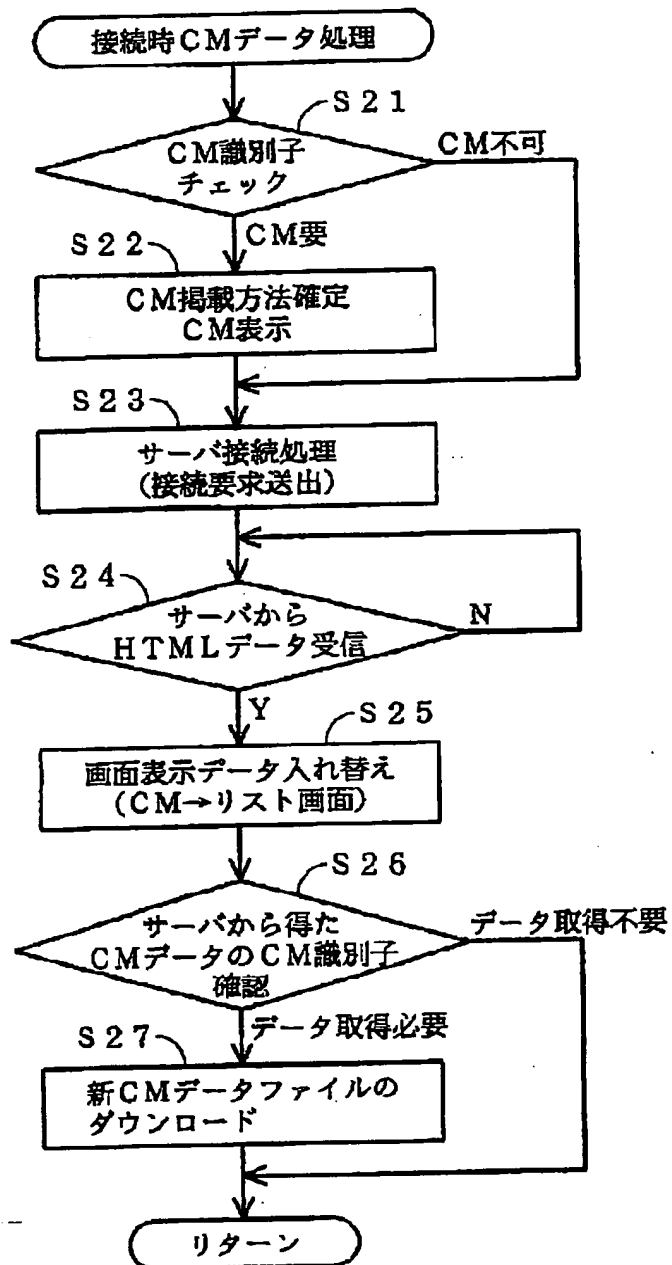 接続時CMデータ処理
S21
CM識別子
チェック
CM不可
CM要
S22
CM掲載方法確定
CM表示
S23
サーバ接続処理
(接続要求送出)
S24
サーバから
HTMLデータ受信
N
Y
S25
画面表示データ入れ替え
(CM→リスト画面)
S26
サーバから得た
CMデータのCM識別子
確認
データ取得不要
データ取得必要
S27
新CMデータファイルの
ダウンロード
リターン